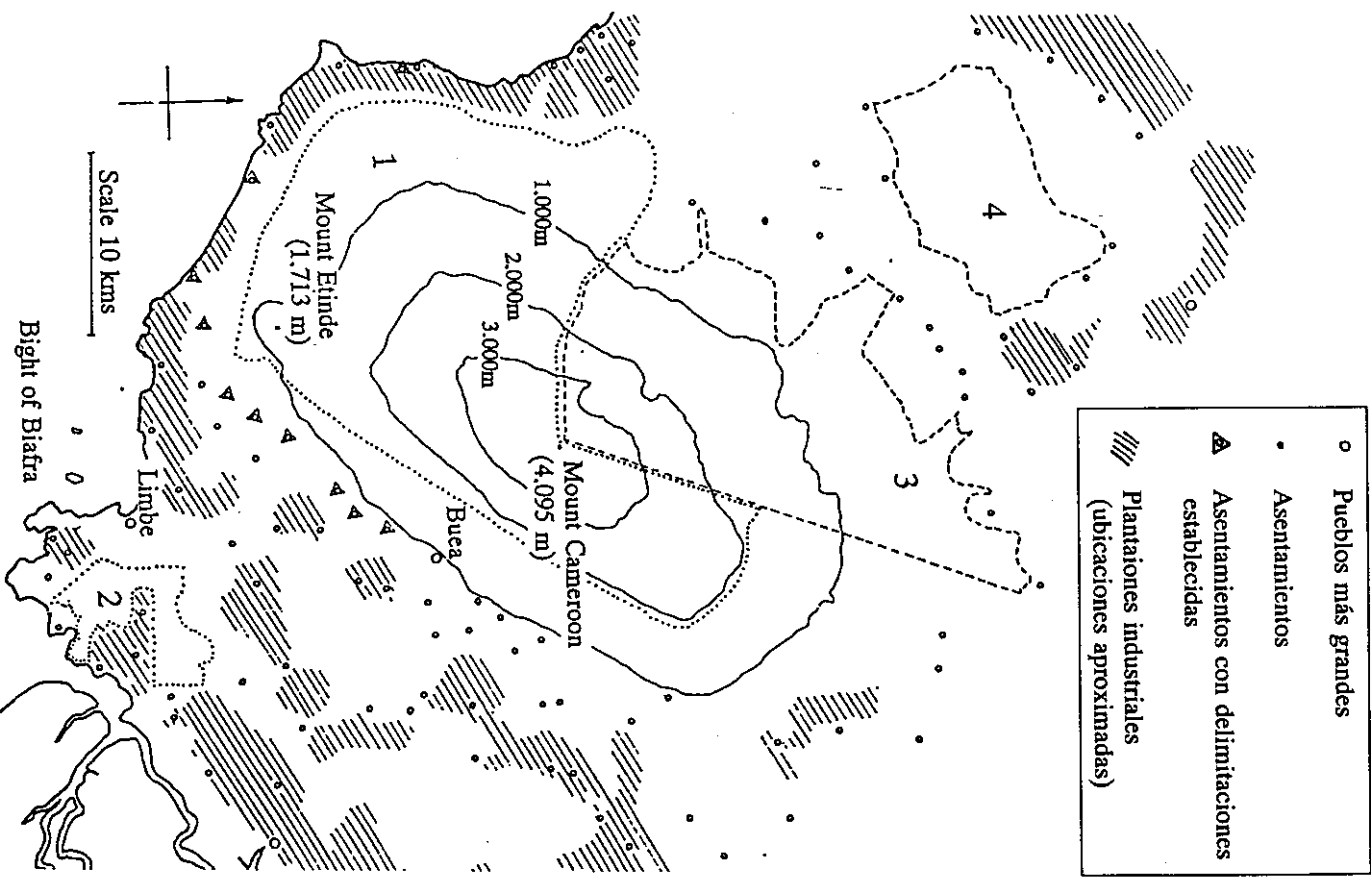 Pueblos más grandes
Asentamientos
Asentamientos con delimitaciones
establecidas
Plantaiones industriales
(ubicaciones aproximadas)
4
3
1
1.000m
2.000m
3.000m
Mount Etinde
(1.713 m)
Mount Cameroon
(4.095 m)
Buea
Limbe
2
Scale 10 kms
Bight of Biafra